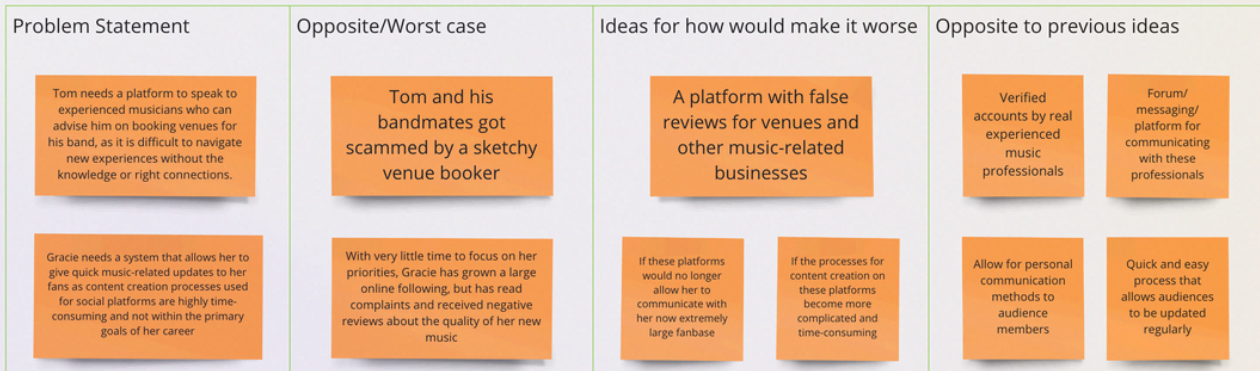 Problem Statement
Opposite/Worst case
Ideas for how would make it worse
Opposite to previous ideas
Tom needs a platform to speak to
experienced musicians who can
advise him on booking venues for
his band, as it is difficult to navigate
new experiences without the
knowledge or right connections.
Tom and his
bandmates got
scammed by a sketchy
venue booker
A platform with false
reviews for venues and
other music-related
businesses
Verified
accounts by real
experienced
music
professionals
Forum/
messaging/
platform for
communicating
with these
professionals
Gracie needs a system that allows her to
give quick music-related updates to her
fans as content creation processes used
for social platforms are highly time-
consuming and not within the primary
goals of her career
With very little time to focus on her
priorities, Gracie has grown a large
online following, but has read
complaints and received negative
reviews about the quality of her new
music
If these platforms
would no longer
allow her to
communicate with
her now extremely
large fanbase
If the processes for
content creation on
these platforms
become more
complicated and
time-consuming
Allow for personal
communication
methods to
audience
members
Quick and easy
process that
allows audiences
to be updated
regularly